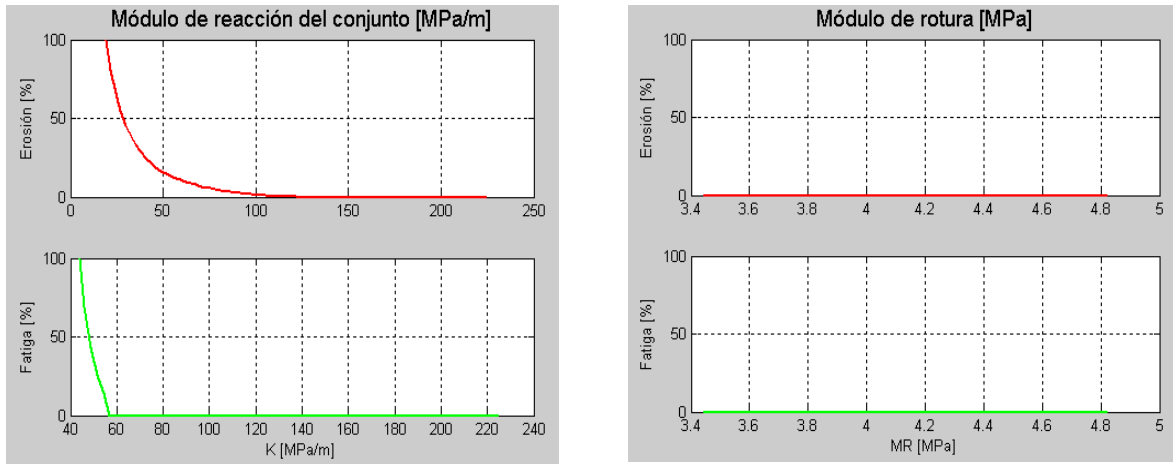 Módulo de reacción del conjunto [MPa/m]
100
50
0
Erosión [%]
0 50 100 150 200 250
100
50
0
Fatiga [%]
40 60 80 100 120 140 160 180 200 220 240
K [MPa/m]
Módulo de rotura [MPa]
100
50
0
Erosión [%]
3.4 3.6 3.8 4 4.2 4.4 4.6 4.8 5
100
50
0
Fatiga [%]
3.4 3.6 3.8 4 4.2 4.4 4.6 4.8 5
MR [MPa]